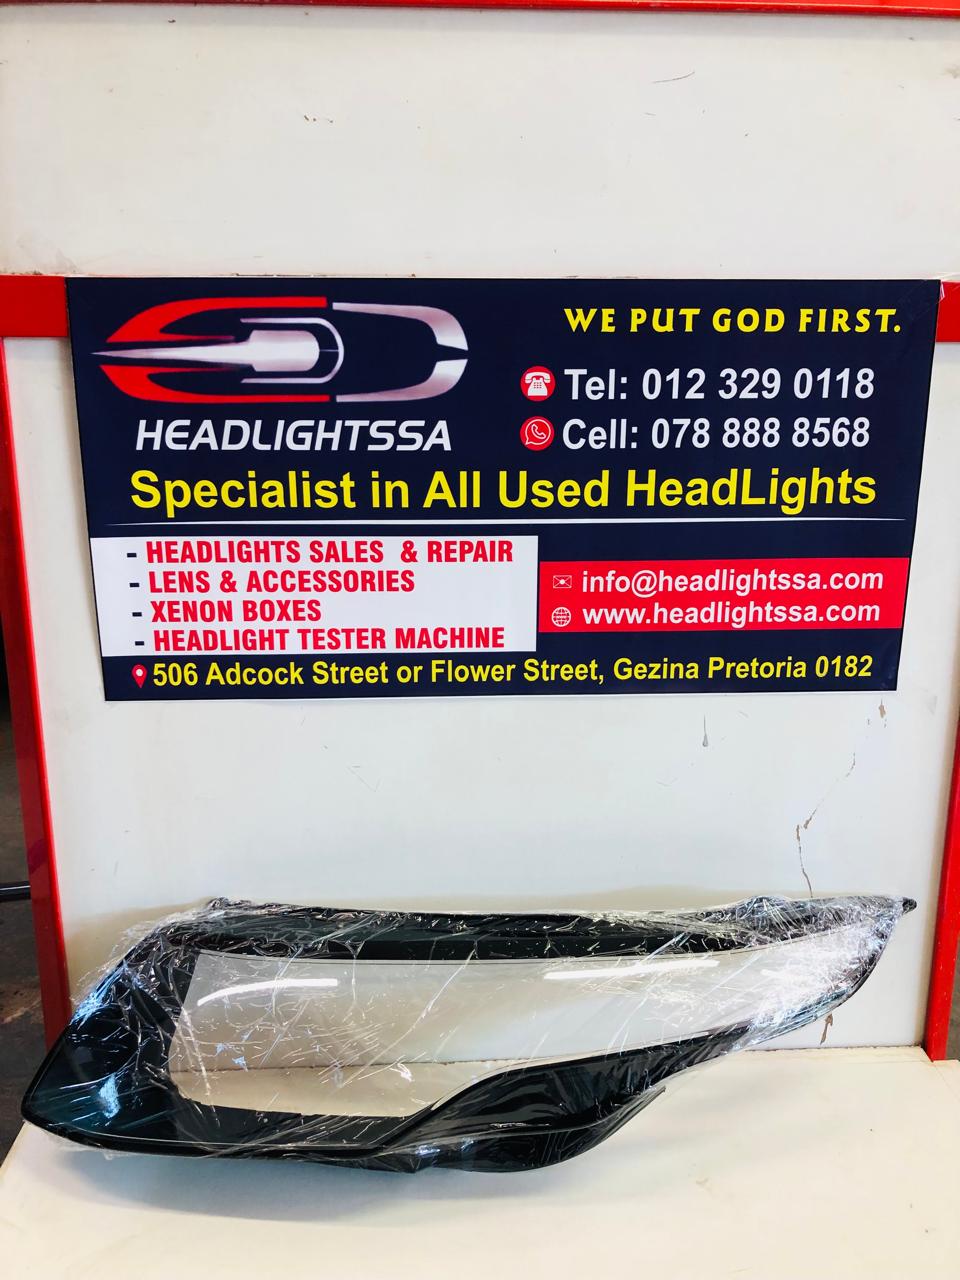 WE PUT GOD FIRST.
Tel: 012 329 0118
Cell: 078 888 8568
HEADLIGHTSSA
Specialist in All Used HeadLights
- HEADLIGHTS SALES & REPAIR
- LENS & ACCESSORIES
- XENON BOXES
- HEADLIGHT TESTER MACHINE
info@headlightssa.com
www.headlightssa.com
506 Adcock Street or Flower Street, Gezina Pretoria 0182